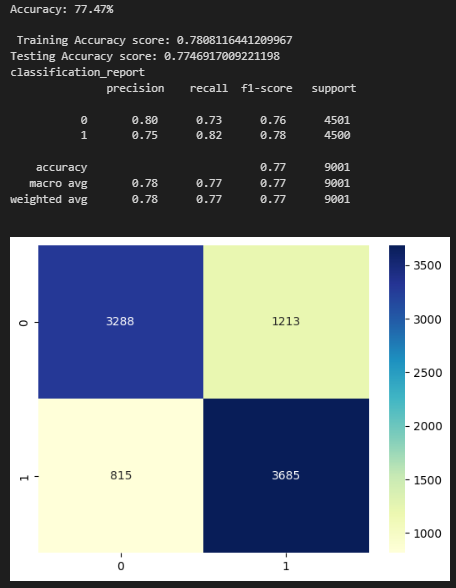 Accuracy: 77.47%
Training Accuracy score: 0.7808116441209967
Testing Accuracy score: 0.7746917009221198
classification_report
precision recall f1-score support
0 0.80 0.73 0.76 4501
1 0.75 0.82 0.78 4500
accuracy 0.77 9001
macro avg 0.78 0.77 0.77 9001
weighted avg 0.78 0.77 0.77 9001
3500
0 3288 1213
3000
2500
2000
1500
1 815 3685
1000
0 1